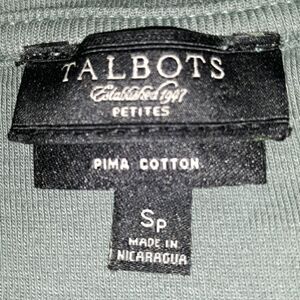 TALBOTS
Established 1947
PETITES
PIMA COTTON
SP
MADE IN
NICARAGUA